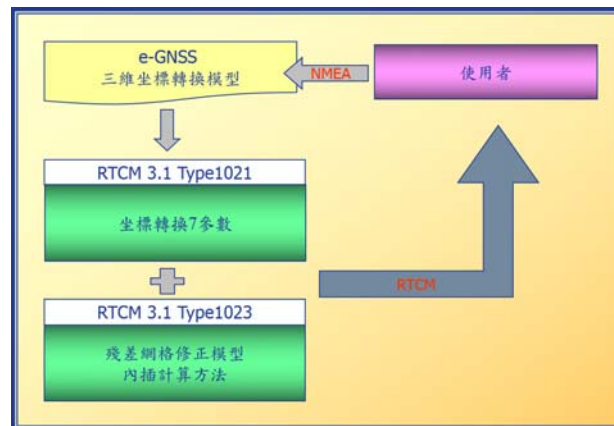 e-GNSS
三維坐標轉換模型
NMEA
使用者
RTCM 3.1 Type1021
坐標轉換7參數
RTCM
RTCM 3.1 Type1023
殘差網格修正模型
內插計算方法